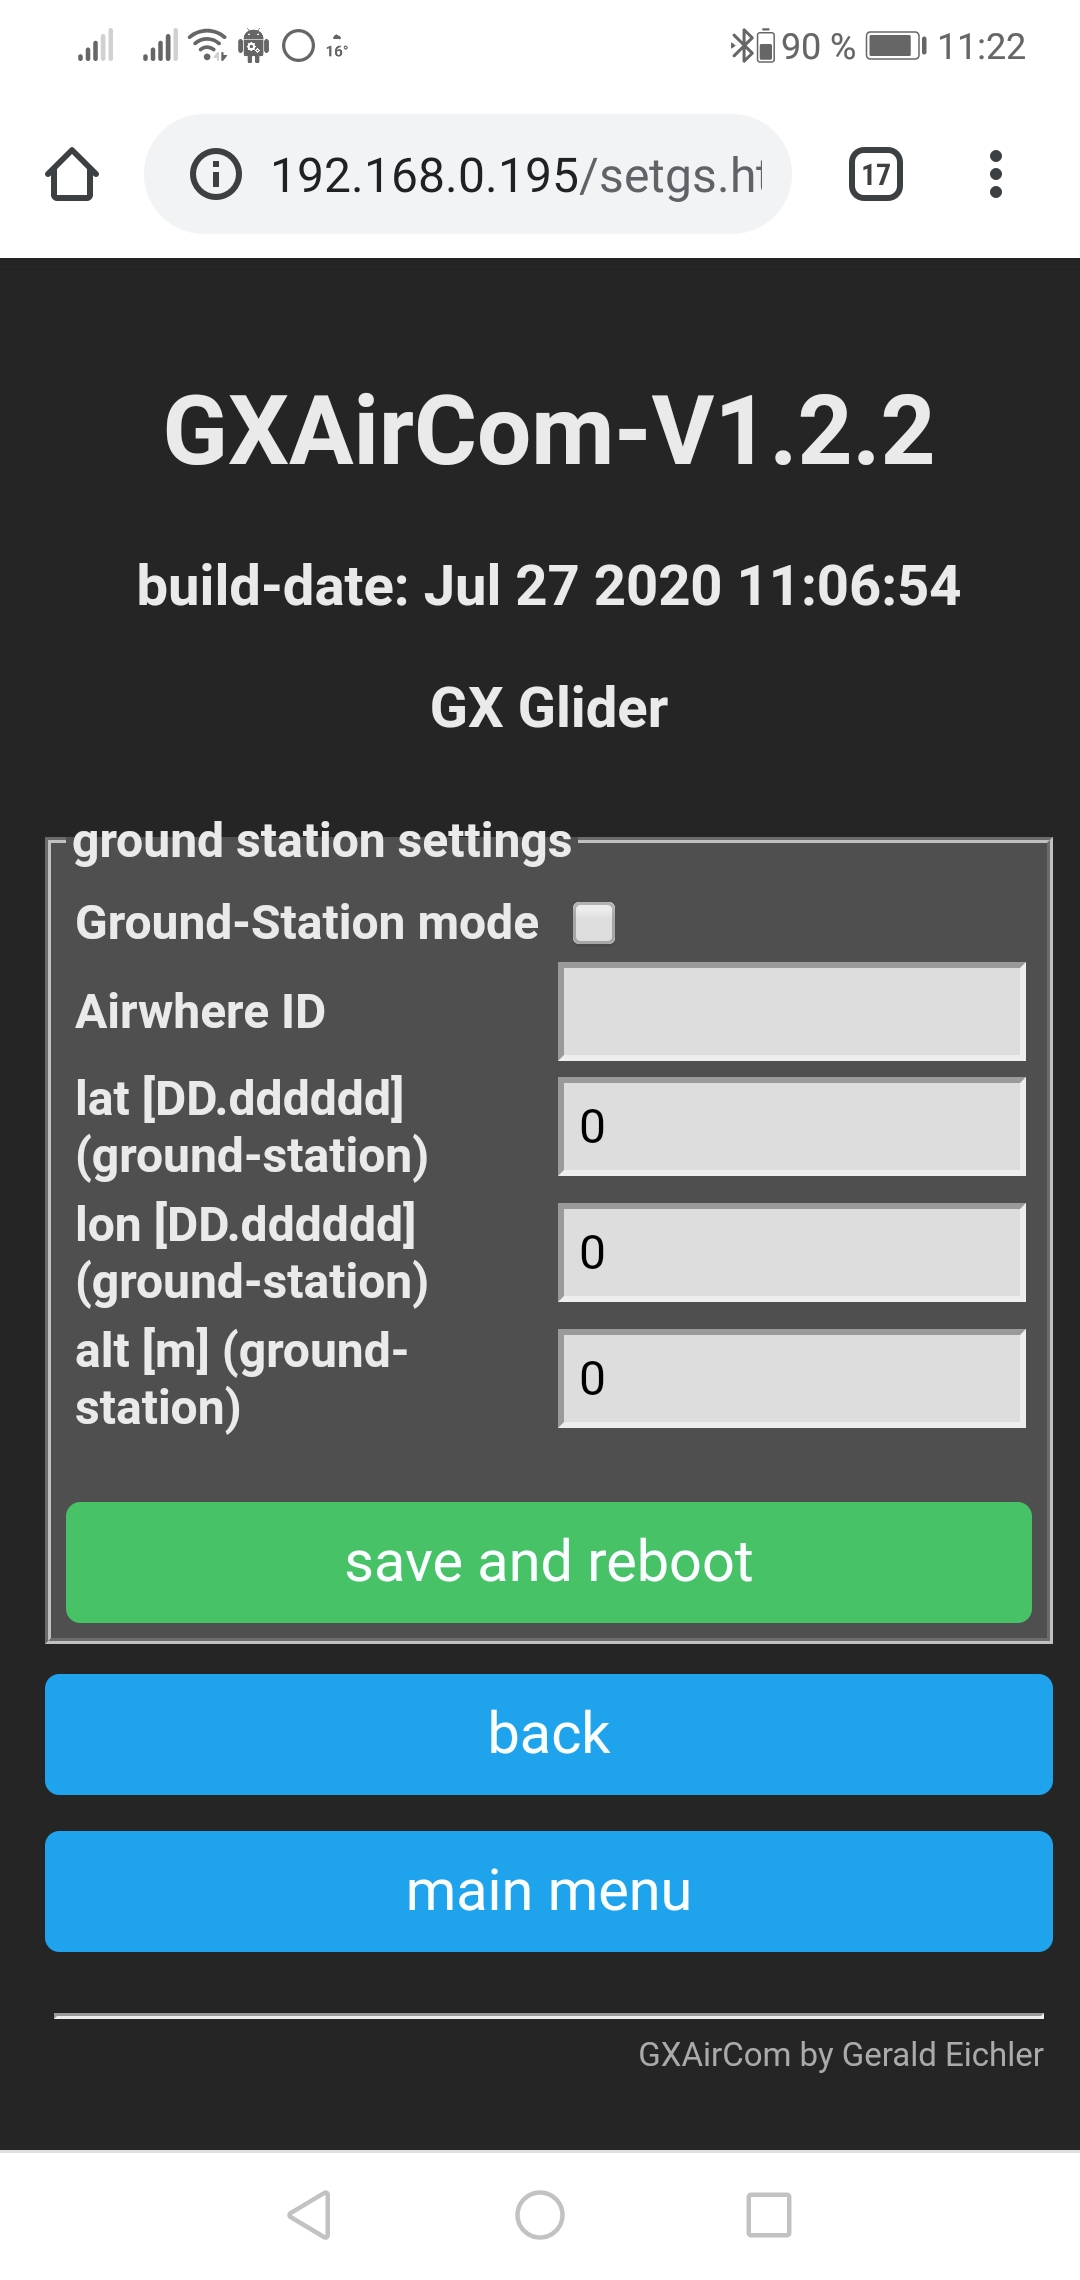 16°
90 %
11:22
192.168.0.195/setgs.ht
17
GXAirCom-V1.2.2
build-date: Jul 27 2020 11:06:54
GX Glider
ground station settings
Ground-Station mode
Airwhere ID
lat [DD.dddddd]
(ground-station)
0
lon [DD.dddddd]
(ground-station)
0
alt [m] (ground-
station)
0
save and reboot
back
main menu
GXAirCom by Gerald Eichler